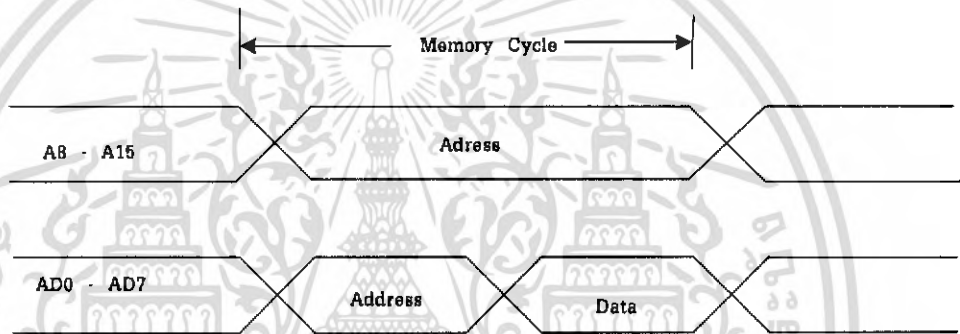 Memory Cycle
A8 - A15
Adress
AD0 - AD7
Address
Data